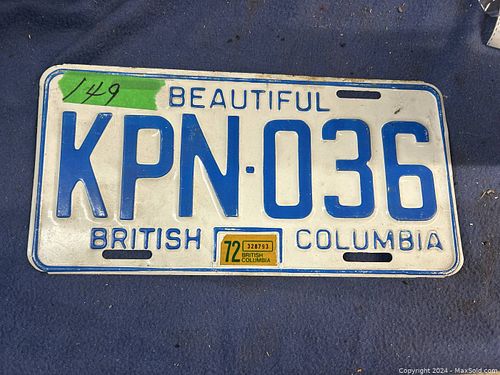 149
BEAUTIFUL
KPN·036
BRITISH COLUMBIA
72 328793
BRITISH
COLUMBIA
Copyright © 2024 - MaxSold.com